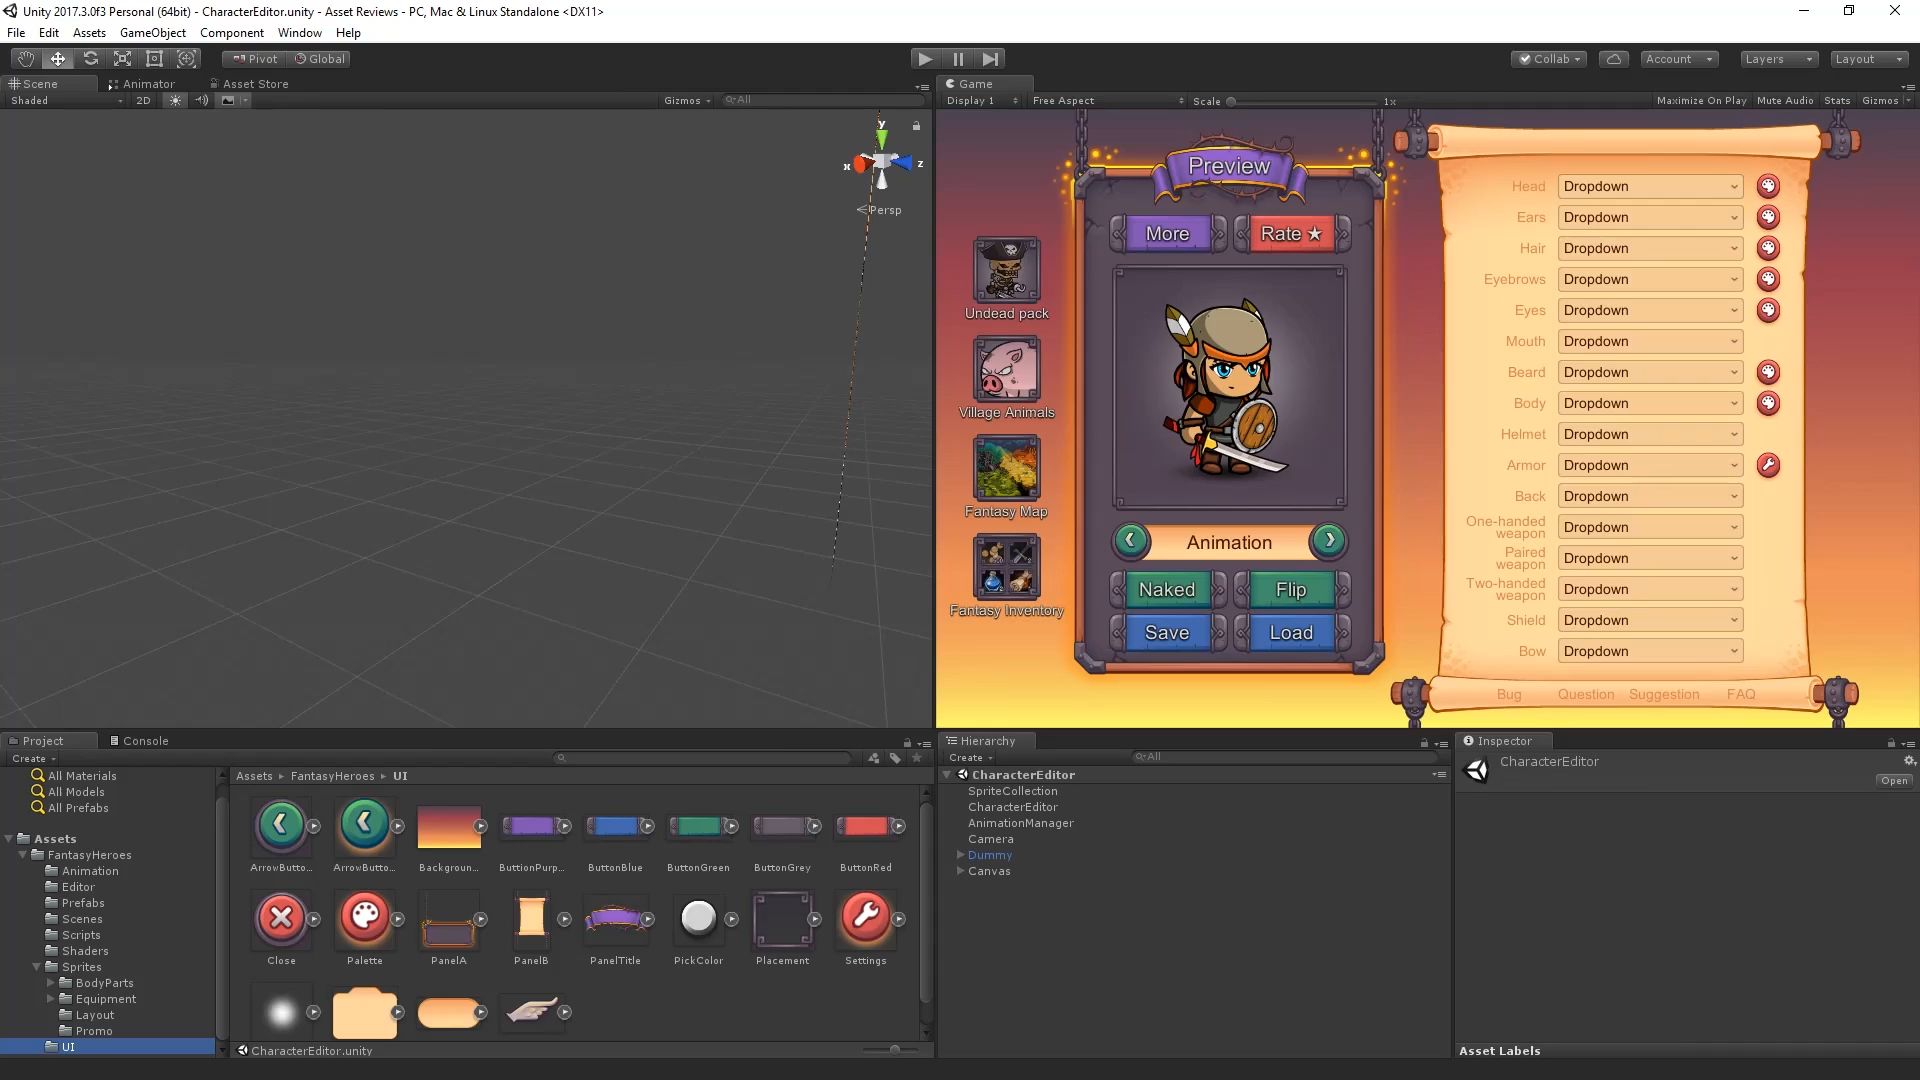 Unity 2017.3.0f3 Personal (64bit) - CharacterEditor.unity - Asset Reviews - PC, Mac & Linux Standalone <DX11>
File Edit Assets GameObject Component Window Help
Pivot Global Collab Account Layers Layout
Scene Animator Asset Store
Shaded 2D Gizmos All
y
x z
Persp
Game
Display 1 Free Aspect Scale 1x Maximize On Play Mute Audio Stats Gizmos
Preview
More Rate ★
Undead pack
Village Animals
Fantasy Map
Fantasy Inventory
Animation
Naked Flip
Save Load
Head Dropdown
Ears Dropdown
Hair Dropdown
Eyebrows Dropdown
Eyes Dropdown
Mouth Dropdown
Beard Dropdown
Body Dropdown
Helmet Dropdown
Armor Dropdown
Back Dropdown
One-handed
weapon Dropdown
Paired
weapon Dropdown
Two-handed
weapon Dropdown
Shield Dropdown
Bow Dropdown
Bug Question Suggestion FAQ
Project Console
Create
All Materials
All Models
All Prefabs
Assets
FantasyHeroes
Animation
Editor
Prefabs
Scenes
Scripts
Shaders
Sprites
BodyParts
Equipment
Layout
Promo
UI
Assets FantasyHeroes UI
ArrowButto... ArrowButto... Backgroun... ButtionPurp... ButtonBlue ButtonGreen ButtonGrey ButtonRed
Close Palette PanelA PanelB PanelTitle PickColor Placement Settings
CharacterEditor.unity
Hierarchy
Create All
CharacterEditor
SpriteCollection
CharacterEditor
AnimationManager
Camera
Dummy
Canvas
Inspector
CharacterEditor
Open
Asset Labels